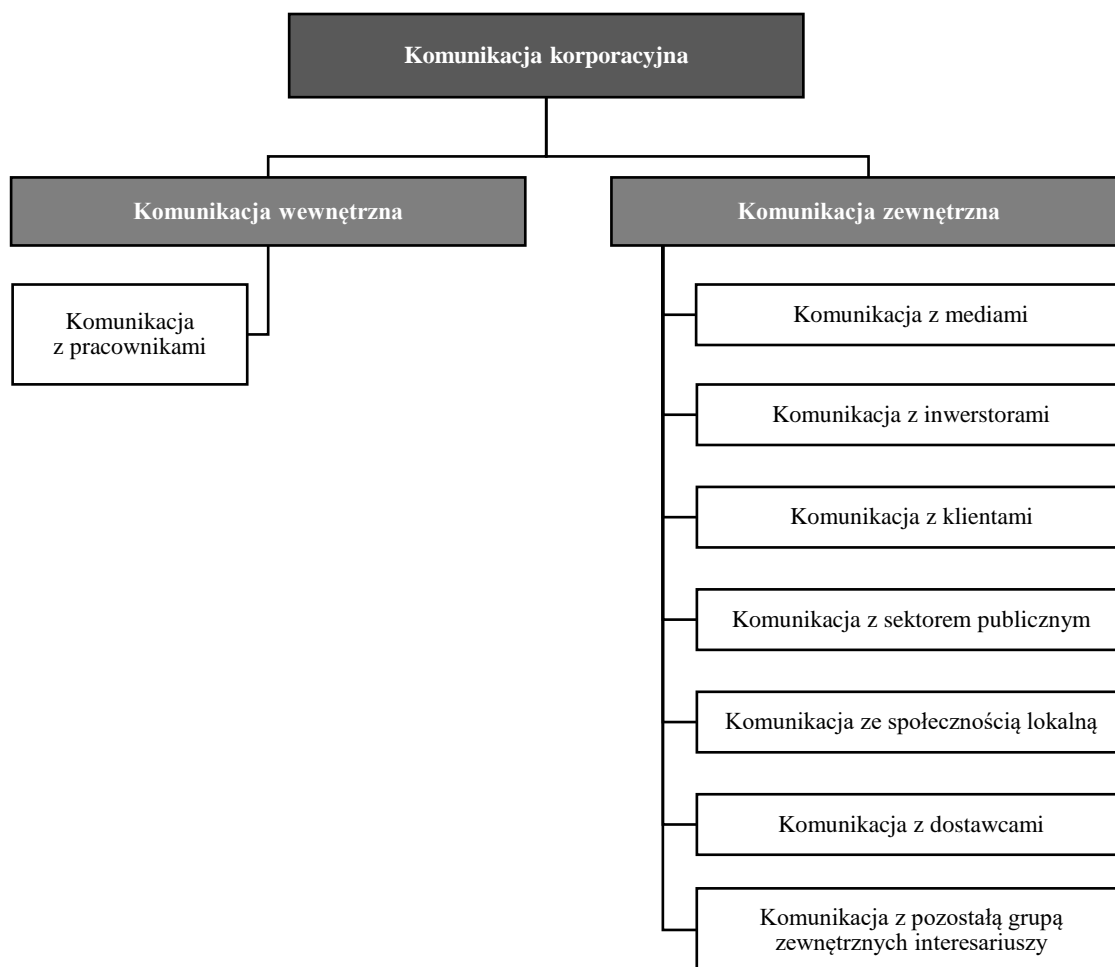 Komunikacja korporacyjna
Komunikacja wewnętrzna
Komunikacja
z pracownikami
Komunikacja zewnętrzna
Komunikacja z mediami
Komunikacja z inwerstorami
Komunikacja z klientami
Komunikacja z sektorem publicznym
Komunikacja ze społecznością lokalną
Komunikacja z dostawcami
Komunikacja z pozostałą grupą
zewnętrznych interesariuszy